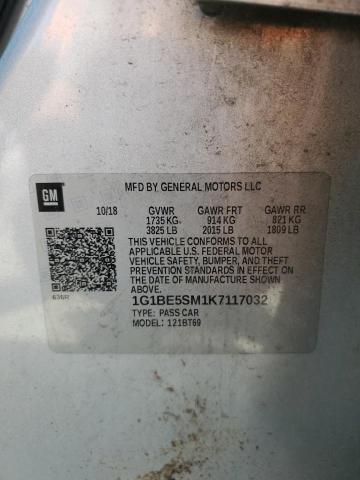 GM
MFD BY GENERAL MOTORS LLC
10/18 GVWR GAWR FRT GAWR RR
1735 KG 914 KG 821 KG
3825 LB 2015 LB 1809 LB
THIS VEHICLE CONFORMS TO ALL
APPLICABLE U.S. FEDERAL MOTOR
VEHICLE SAFETY, BUMPER, AND THEFT
PREVENTION STANDARDS IN EFFECT ON
THE DATE OF MANUFACTURE SHOWN
ABOVE.
1G1BE5SM1K7117032
636R
TYPE: PASS CAR
MODEL: 121BT69